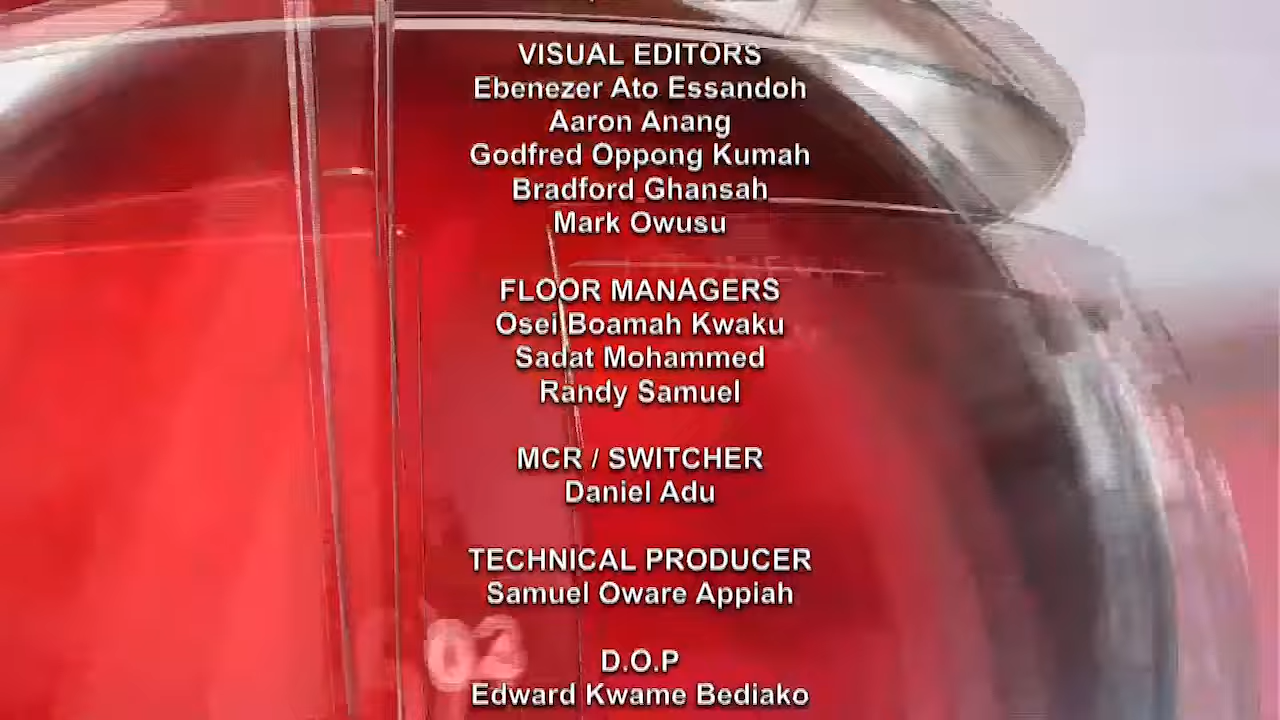 VISUAL EDITORS
Ebenezer Ato Essandoh
Aaron Anang
Godfred Oppong Kumah
Bradford Ghansah
Mark Owusu
FLOOR MANAGERS
Osei Boamah Kwaku
Sadat Mohammed
Randy Samuel
MCR / SWITCHER
Daniel Adu
TECHNICAL PRODUCER
Samuel Oware Appiah
03
D.O.P
Edward Kwame Bediako